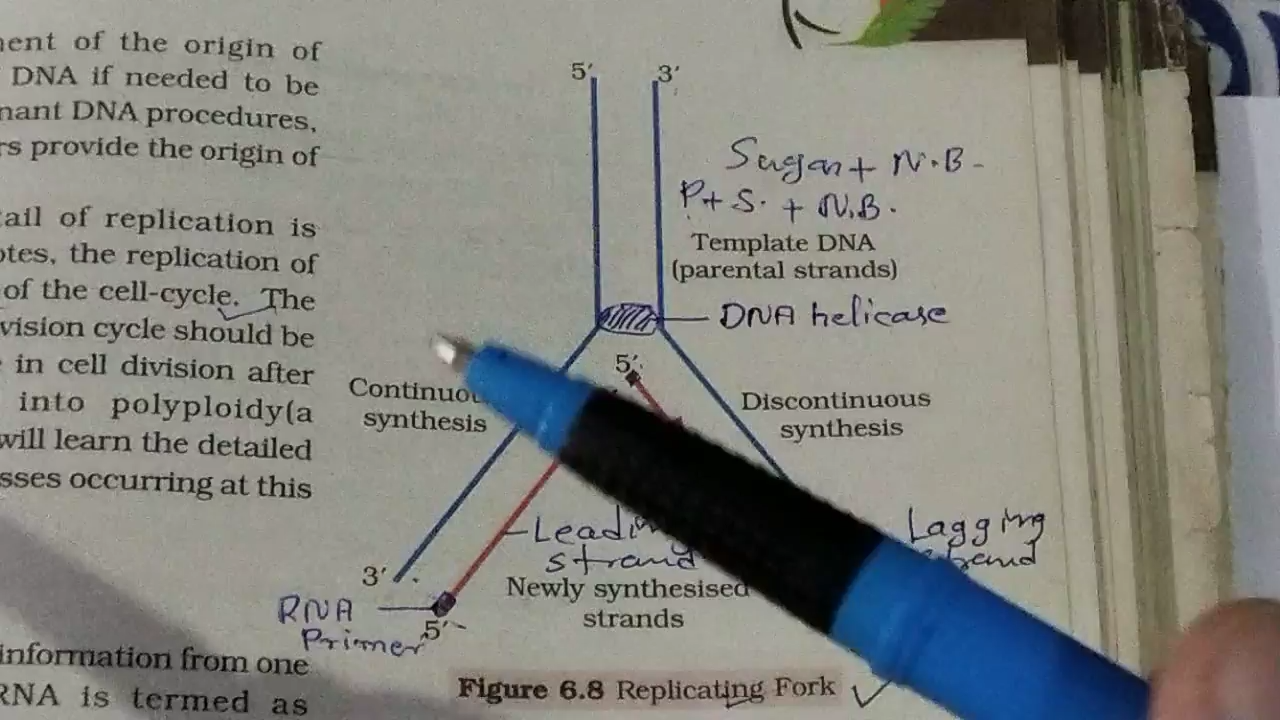 nent of the origin of
DNA if needed to be
nant DNA procedures,
rs provide the origin of
ail of replication is
otes, the replication of
of the cell-cycle. The
vision cycle should be
in cell division after
into polyploidy(a
will learn the detailed
sses occurring at this
information from one
RNA is termed as
5′ 3′
Sugar + N.B-
P+ S. + N.B.
Template DNA
(parental strands)
DNA helicase
5′
Continuou
synthesis
Discontinuous
synthesis
Leading
strand
Lagging
strand
3′
Newly synthesised
strands
RNA
Primer
5′
Figure 6.8 Replicating Fork